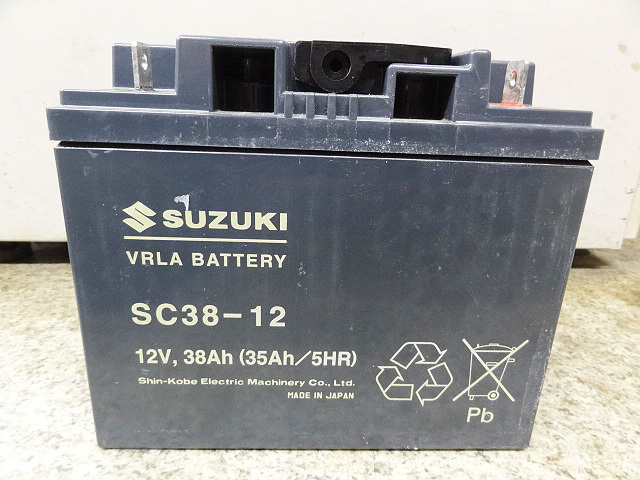 SUZUKI
VRLA BATTERY
SC38-12
12V, 38Ah (35Ah/5HR)
Shin-Kobe Electric Machinery Co., Ltd.
MADE IN JAPAN
Pb